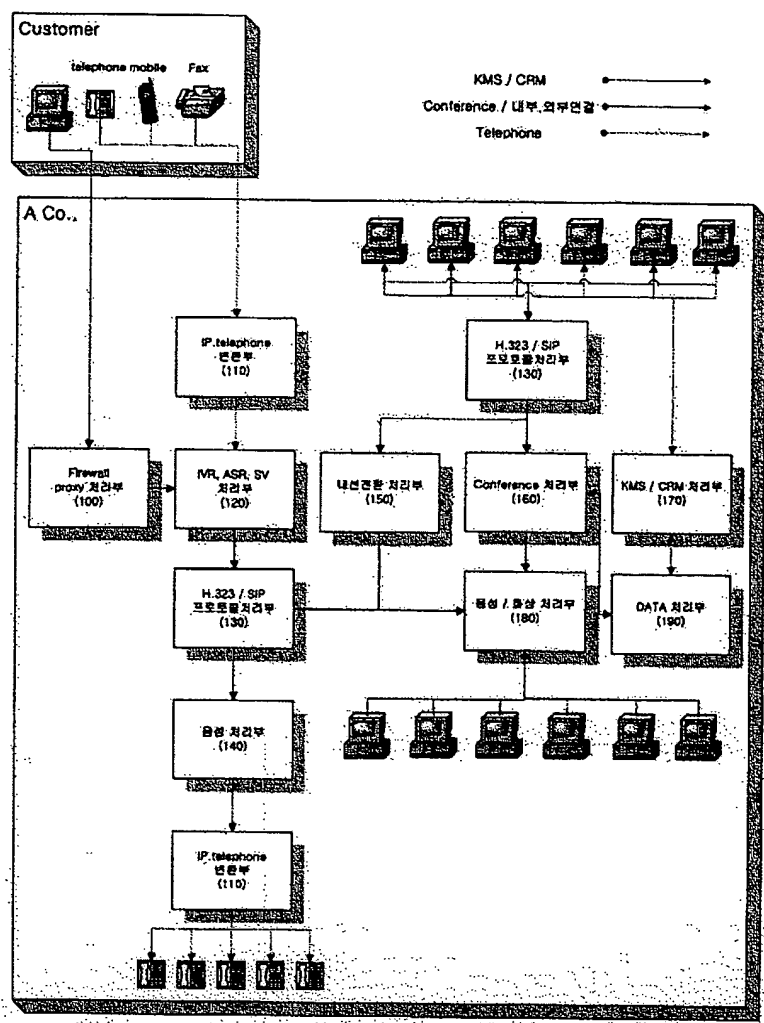 Customer
telephone mobile
Fax
KMS / CRM
Conference / 내부,외부연결
Telephone
A Co.,
IP.telephone
변환부
(110)
H.323 / SIP
프로토콜처리부
(130)
Firewall
proxy 처리부
(100)
IVR, ASR, SV
처리부
(120)
내선전환 처리부
(150)
Conference 처리부
(160)
KMS / CRM 처리부
(170)
H.323 / SIP
프로토콜처리부
(130)
음성 / 화상 처리부
(180)
DATA 처리부
(190)
음성 처리부
(140)
IP.telephone
변환부
(110)